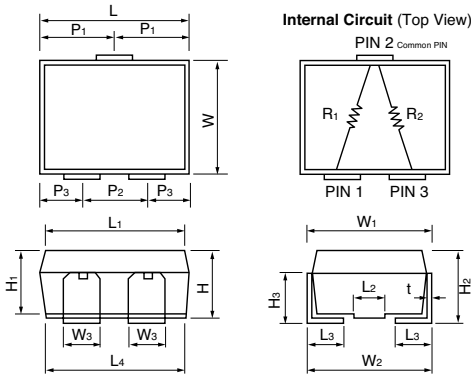 L
P1 P1
W
P3 P2 P3
Internal Circuit (Top View)
PIN 2 Common PIN
R1 R2
PIN 1 PIN 3
L1
H1
H
W3 W3
L4
W1
H3
L2
t
H2
L3 L3
W2